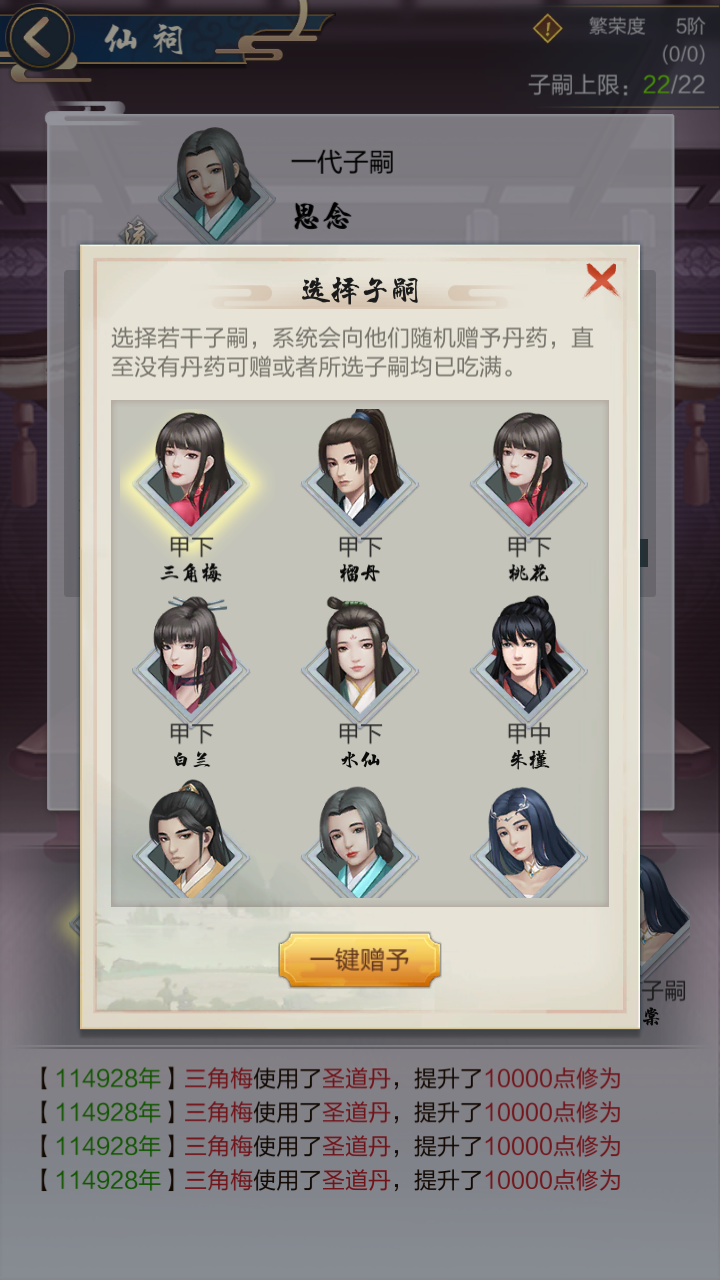 仙祠
繁荣度 5阶
(0/0)
子嗣上限：22/22
一代子嗣
思念
流
选择子嗣
选择若干子嗣，系统会向他们随机赠予丹药，直
至没有丹药可赠或者所选子嗣均已吃满。
甲下 甲下 甲下
三角梅 榴丹 桃花
甲下 甲下 甲中
白兰 水仙 朱槿
一键赠予
子嗣
棠
【114928年】三角梅使用了圣道丹，提升了10000点修为
【114928年】三角梅使用了圣道丹，提升了10000点修为
【114928年】三角梅使用了圣道丹，提升了10000点修为
【114928年】三角梅使用了圣道丹，提升了10000点修为